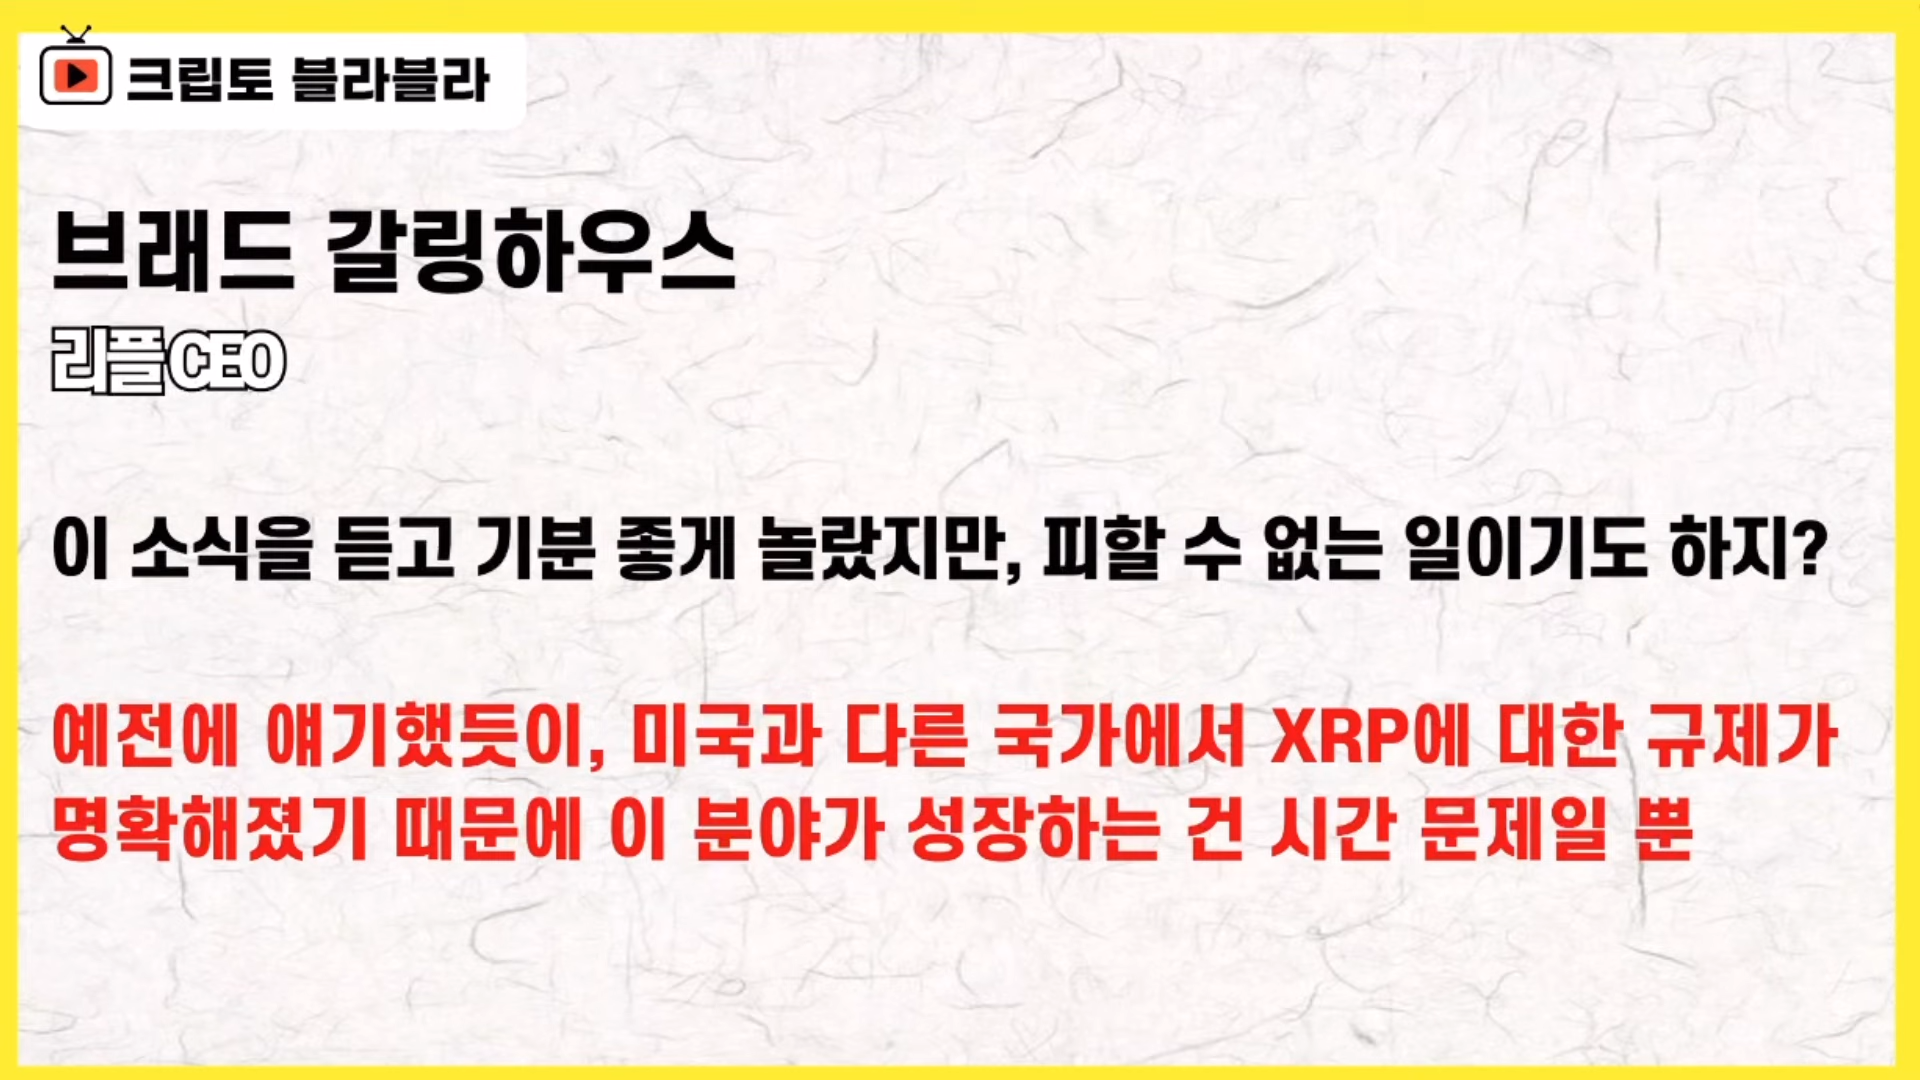 크립토 블라블라
브래드 갈링하우스
리플 CEO
이 소식을 듣고 기분 좋게 놀랐지만, 피할 수 없는 일이기도 하지?
예전에 얘기했듯이, 미국과 다른 국가에서 XRP에 대한 규제가
명확해졌기 때문에 이 분야가 성장하는 건 시간 문제일 뿐